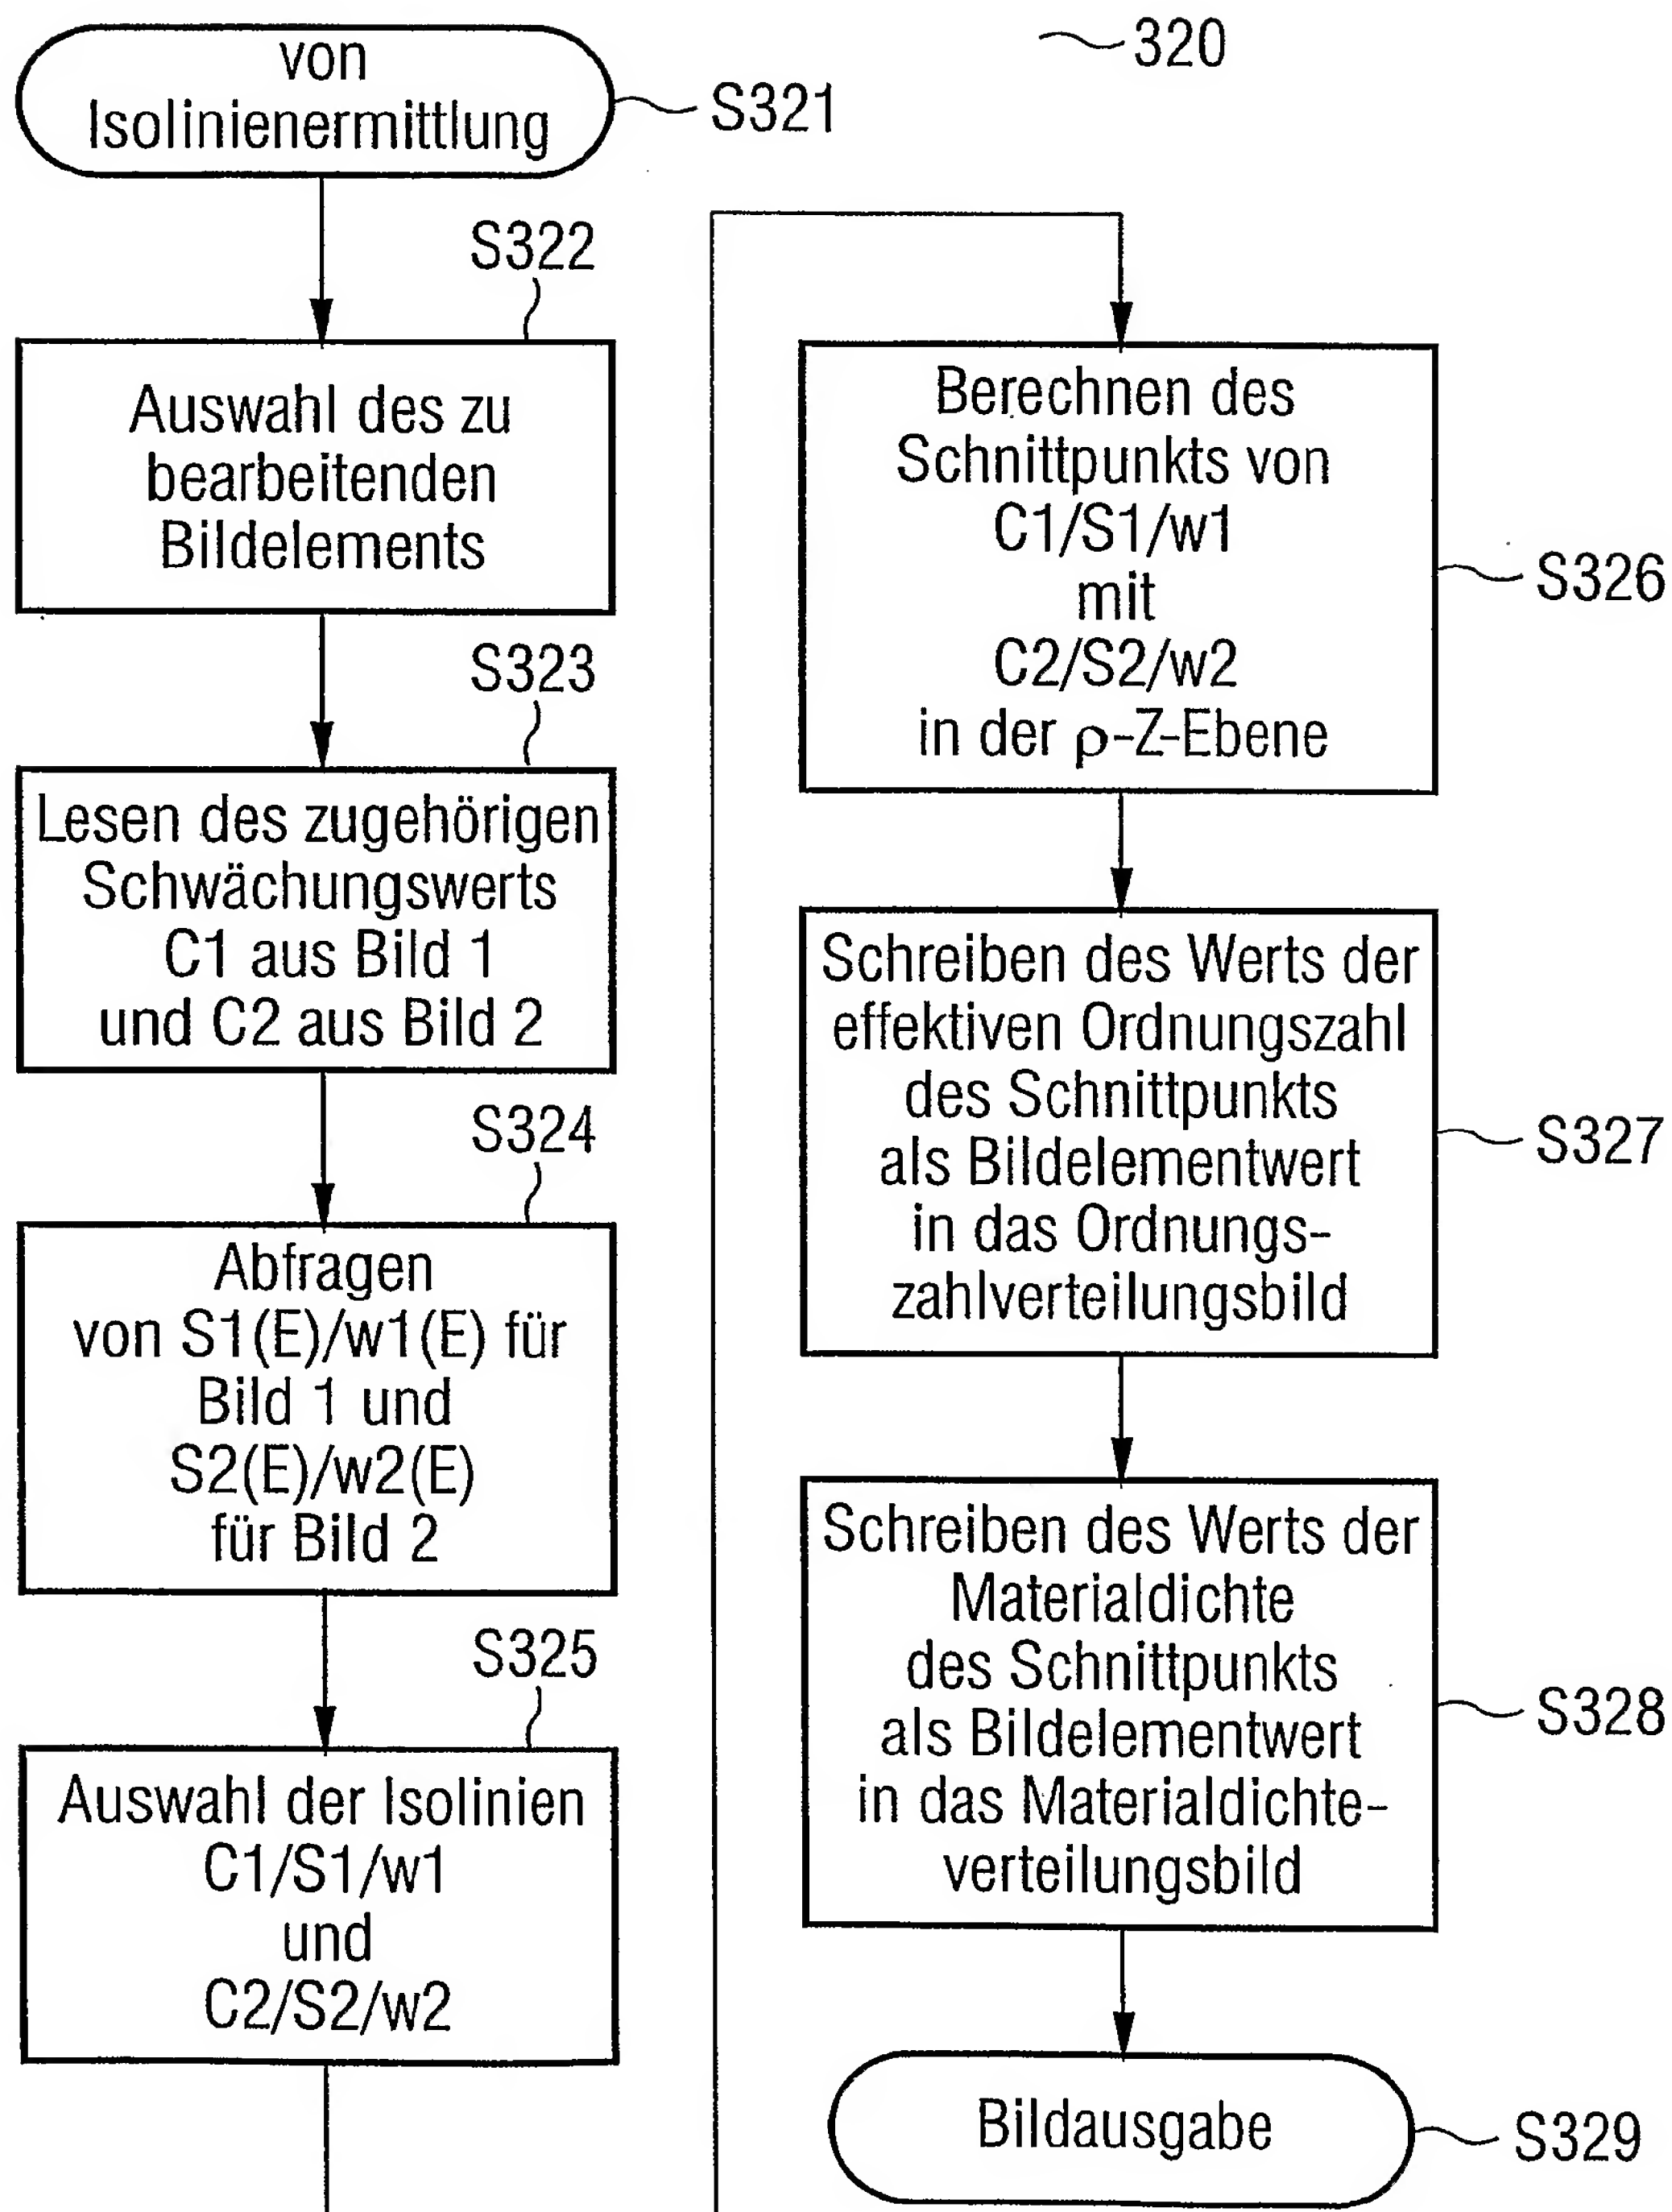 320
von
Isolinienermittlung
S321
S322
Auswahl des zu
bearbeitenden
Bildelements
S323
Lesen des zugehörigen
Schwächungswerts
C1 aus Bild 1
und C2 aus Bild 2
S324
Abfragen
von S1(E)/w1(E) für
Bild 1 und
S2(E)/w2(E)
für Bild 2
S325
Auswahl der Isolinien
C1/S1/w1
und
C2/S2/w2
Berechnen des
Schnittpunkts von
C1/S1/w1
mit
C2/S2/w2
in der ρ-Z-Ebene
S326
Schreiben des Werts der
effektiven Ordnungszahl
des Schnittpunkts
als Bildelementwert
in das Ordnungs-
zahlverteilungsbild
S327
Schreiben des Werts der
Materialdichte
des Schnittpunkts
als Bildelementwert
in das Materialdichte-
verteilungsbild
S328
Bildausgabe
S329